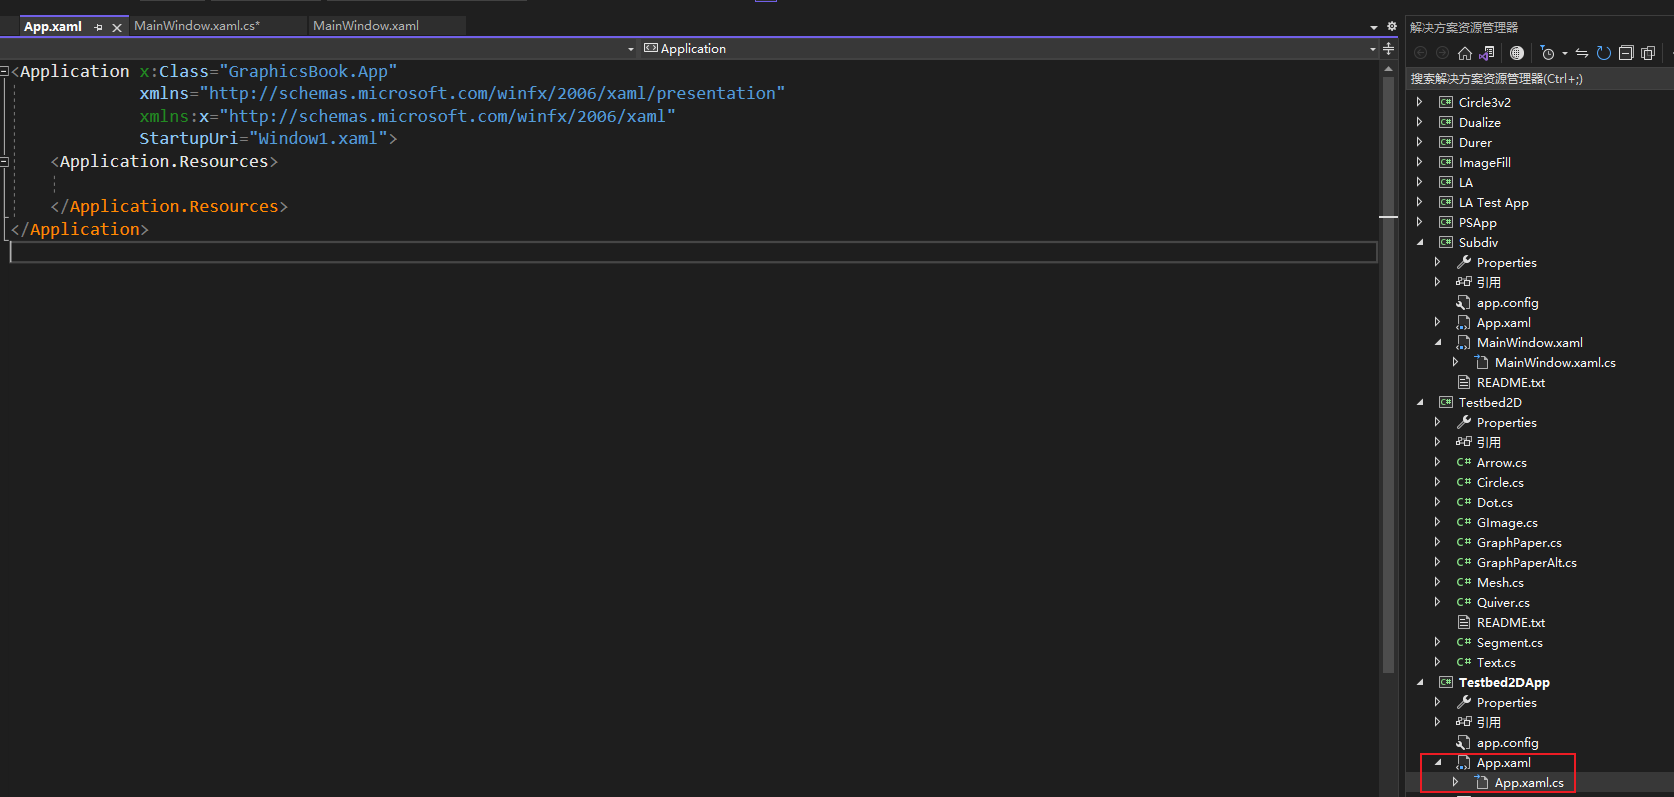 App.xaml
MainWindow.xaml.cs*
MainWindow.xaml
Application
<Application x:Class="GraphicsBook.App"
xmlns="http://schemas.microsoft.com/winfx/2006/xaml/presentation"
xmlns:x="http://schemas.microsoft.com/winfx/2006/xaml"
StartupUri="Window1.xaml">
<Application.Resources>
</Application.Resources>
</Application>
解决方案资源管理器
搜索解决方案资源管理器(Ctrl+;)
C# Circle3v2
C# Dualize
C# Durer
C# ImageFill
C# LA
C# LA Test App
C# PSApp
C# Subdiv
Properties
引用
app.config
App.xaml
MainWindow.xaml
MainWindow.xaml.cs
README.txt
C# Testbed2D
Properties
引用
C# Arrow.cs
C# Circle.cs
C# Dot.cs
C# GImage.cs
C# GraphPaper.cs
C# GraphPaperAlt.cs
C# Mesh.cs
C# Quiver.cs
README.txt
C# Segment.cs
C# Text.cs
C# Testbed2DApp
Properties
引用
app.config
App.xaml
App.xaml.cs